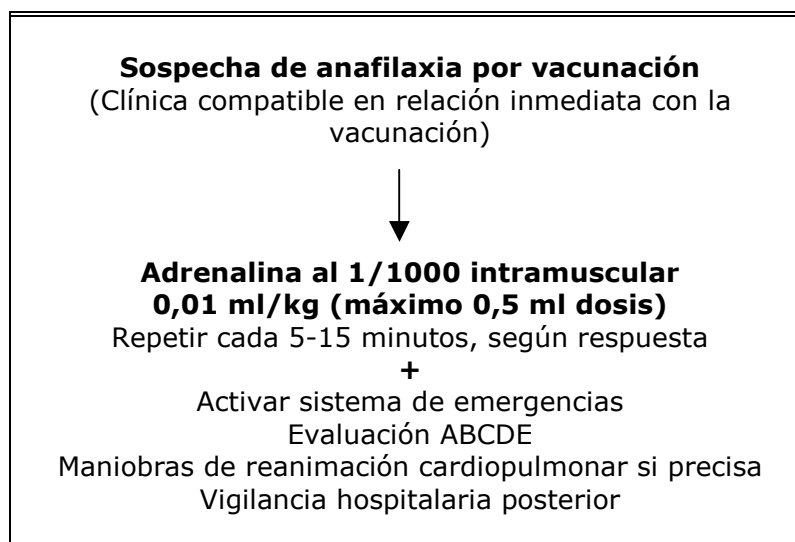 Sospecha de anafilaxia por vacunación
(Clínica compatible en relación inmediata con la
vacunación)
Adrenalina al 1/1000 intramuscular
0,01 ml/kg (máximo 0,5 ml dosis)
Repetir cada 5-15 minutos, según respuesta
+
Activar sistema de emergencias
Evaluación ABCDE
Maniobras de reanimación cardiopulmonar si precisa
Vigilancia hospitalaria posterior